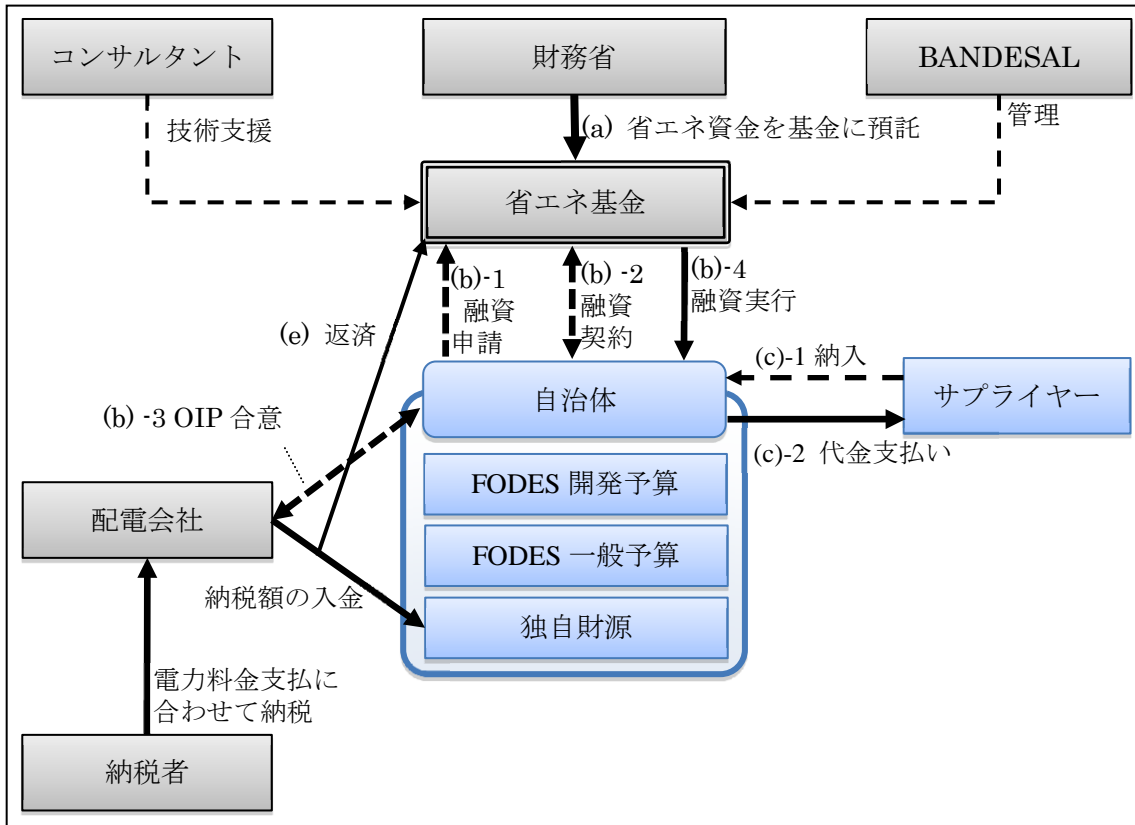 コンサルタント
財務省
BANDESAL
技術支援
(a) 省エネ資金を基金に預託
管理
省エネ基金
(b)-1
融資
申請
(b) -2
融資
契約
(b)-4
融資実行
(e) 返済
(c)-1 納入
自治体
サプライヤー
(b) -3 OIP 合意
(c)-2 代金支払い
FODES 開発予算
配電会社
FODES 一般予算
納税額の入金
独自財源
電力料金支払に
合わせて納税
納税者